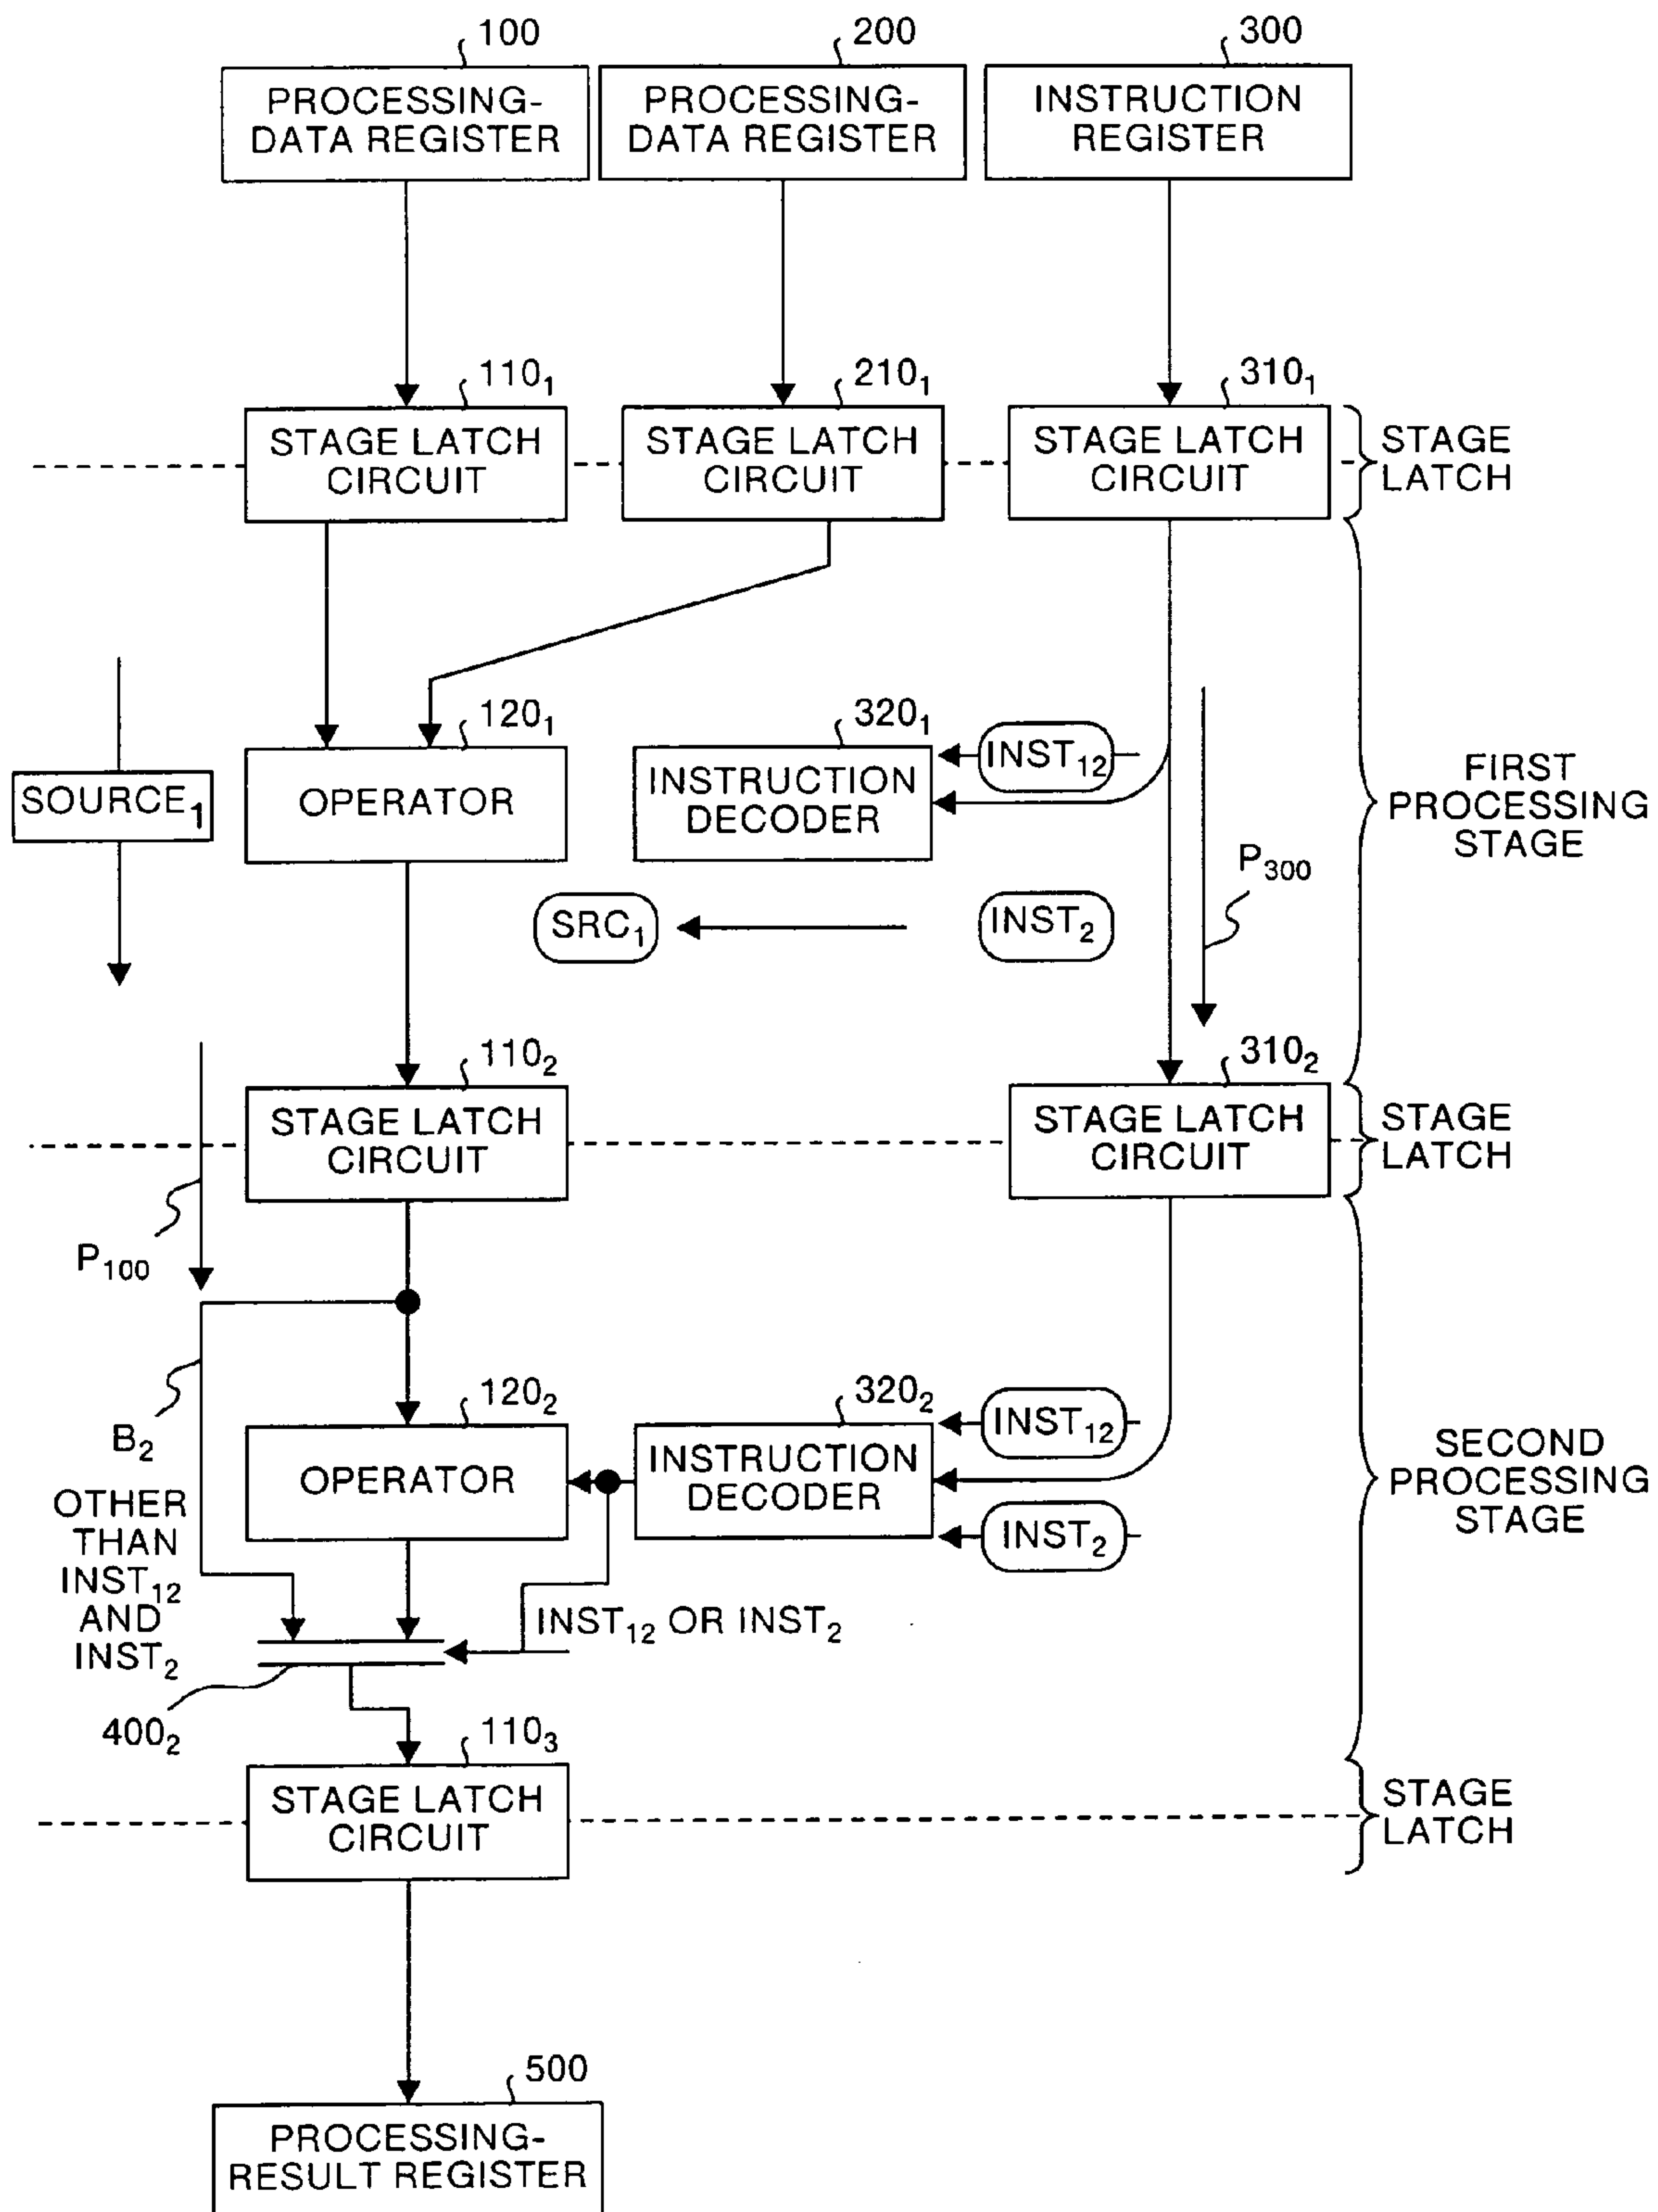 100
200
300
PROCESSING-
DATA REGISTER
PROCESSING-
DATA REGISTER
INSTRUCTION
REGISTER
110₁
210₁
310₁
STAGE LATCH
CIRCUIT
STAGE LATCH
CIRCUIT
STAGE LATCH
CIRCUIT
STAGE
LATCH
120₁
320₁
SOURCE₁
OPERATOR
INSTRUCTION
DECODER
INST₁₂
FIRST
PROCESSING
STAGE
P₃₀₀
SRC₁
INST₂
110₂
310₂
STAGE LATCH
CIRCUIT
STAGE LATCH
CIRCUIT
STAGE
LATCH
P₁₀₀
120₂
320₂
B₂
OPERATOR
INSTRUCTION
DECODER
INST₁₂
INST₂
SECOND
PROCESSING
STAGE
OTHER
THAN
INST₁₂
AND
INST₂
INST₁₂ OR INST₂
400₂
110₃
STAGE LATCH
CIRCUIT
STAGE
LATCH
500
PROCESSING-
RESULT REGISTER